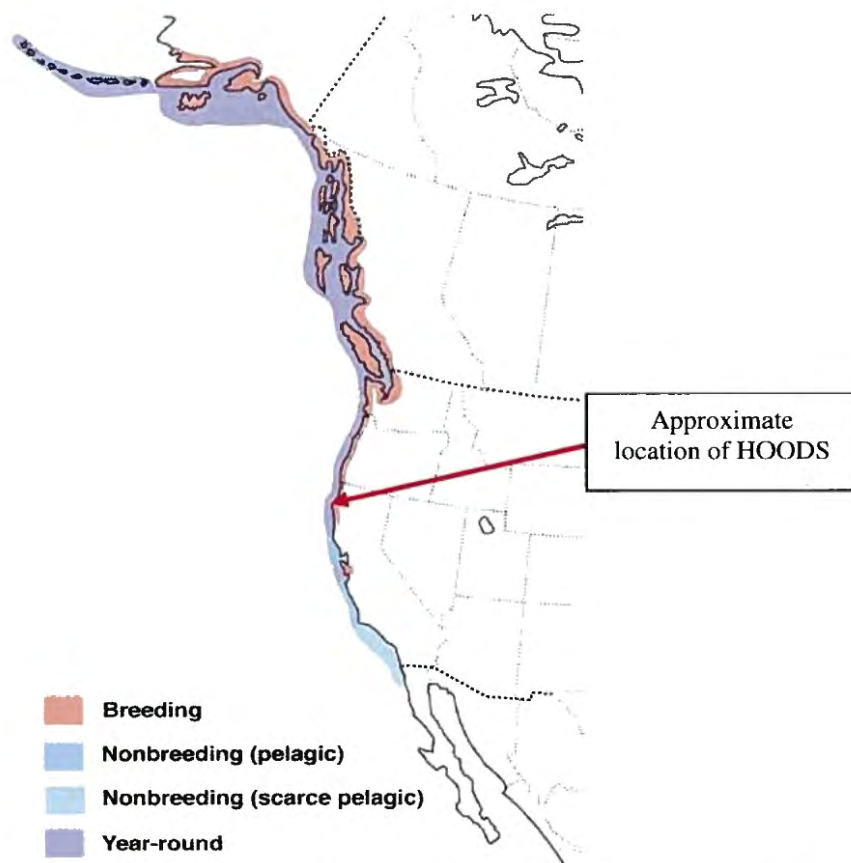 Approximate
location of HOODS
Breeding
Nonbreeding (pelagic)
Nonbreeding (scarce pelagic)
Year-round